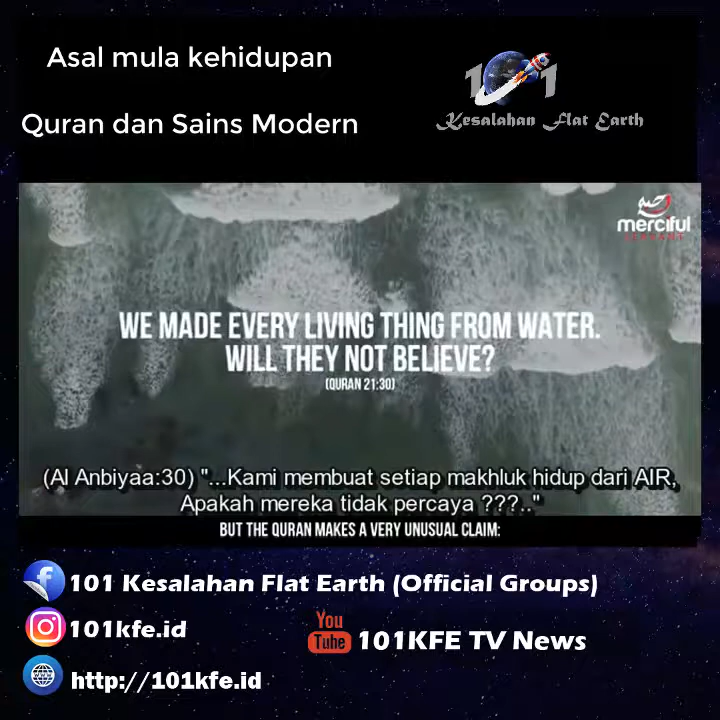 Asal mula kehidupan
Quran dan Sains Modern
101
Kesalahan Flat Earth
merciful
SERVANT
WE MADE EVERY LIVING THING FROM WATER.
WILL THEY NOT BELIEVE?
(QURAN 21:30)
(Al Anbiyaa:30) "...Kami membuat setiap makhluk hidup dari AIR,
Apakah mereka tidak percaya ???.."
BUT THE QURAN MAKES A VERY UNUSUAL CLAIM:
101 Kesalahan Flat Earth (Official Groups)
101kfe.id
You
Tube
101KFE TV News
WWW
http://101kfe.id